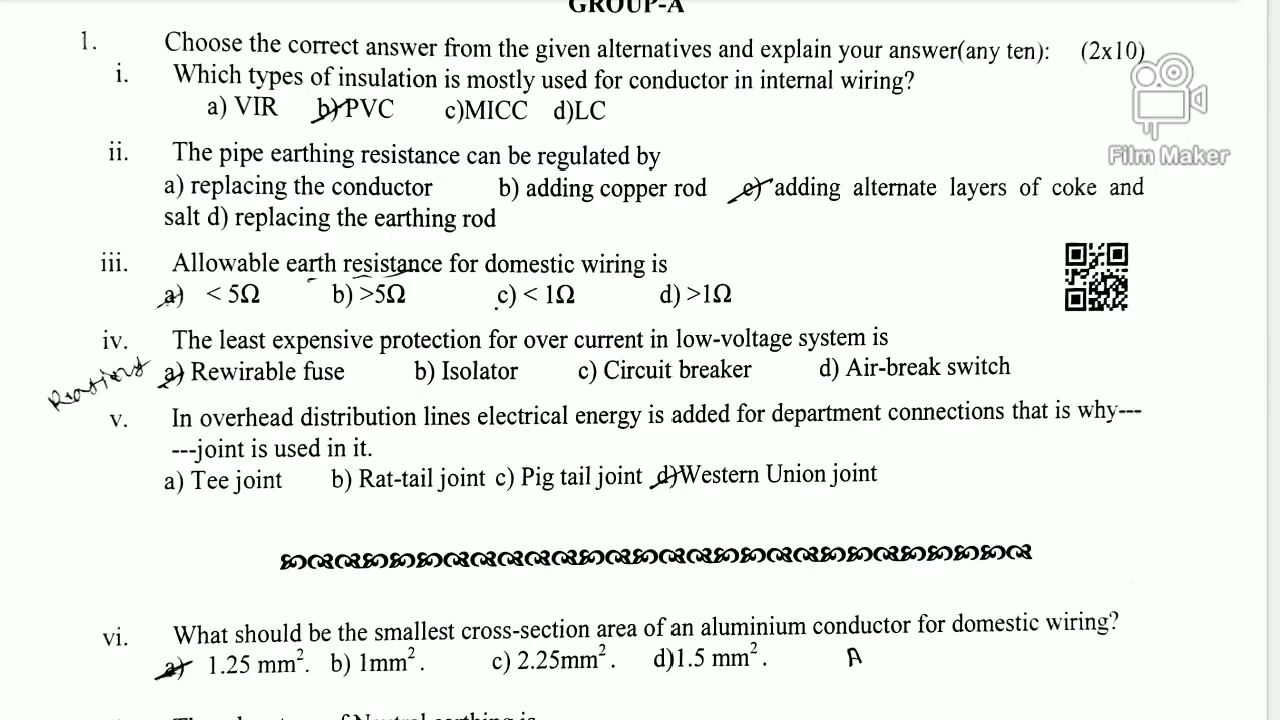 GROUP-A
1. Choose the correct answer from the given alternatives and explain your answer(any ten): (2x10)
i. Which types of insulation is mostly used for conductor in internal wiring?
a) VIR b)PVC c)MICC d)LC
Film Maker
ii. The pipe earthing resistance can be regulated by
a) replacing the conductor b) adding copper rod c) adding alternate layers of coke and
salt d) replacing the earthing rod
iii. Allowable earth resistance for domestic wiring is
a) < 5Ω b) >5Ω c) < 1Ω d) >1Ω
iv. The least expensive protection for over current in low-voltage system is
a) Rewirable fuse b) Isolator c) Circuit breaker d) Air-break switch
v. In overhead distribution lines electrical energy is added for department connections that is why---
---joint is used in it.
a) Tee joint b) Rat-tail joint c) Pig tail joint d)Western Union joint
vi. What should be the smallest cross-section area of an aluminium conductor for domestic wiring?
a) 1.25 mm². b) 1mm². c) 2.25mm². d)1.5 mm². A
of Neutral earthing is